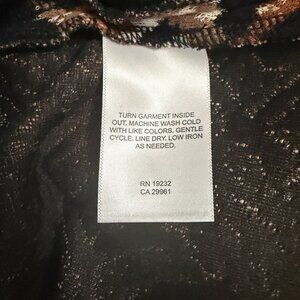 TURN GARMENT INSIDE
OUT. MACHINE WASH COLD
WITH LIKE COLORS. GENTLE
CYCLE. LINE DRY. LOW IRON
AS NEEDED.
RN 19232
CA 29961